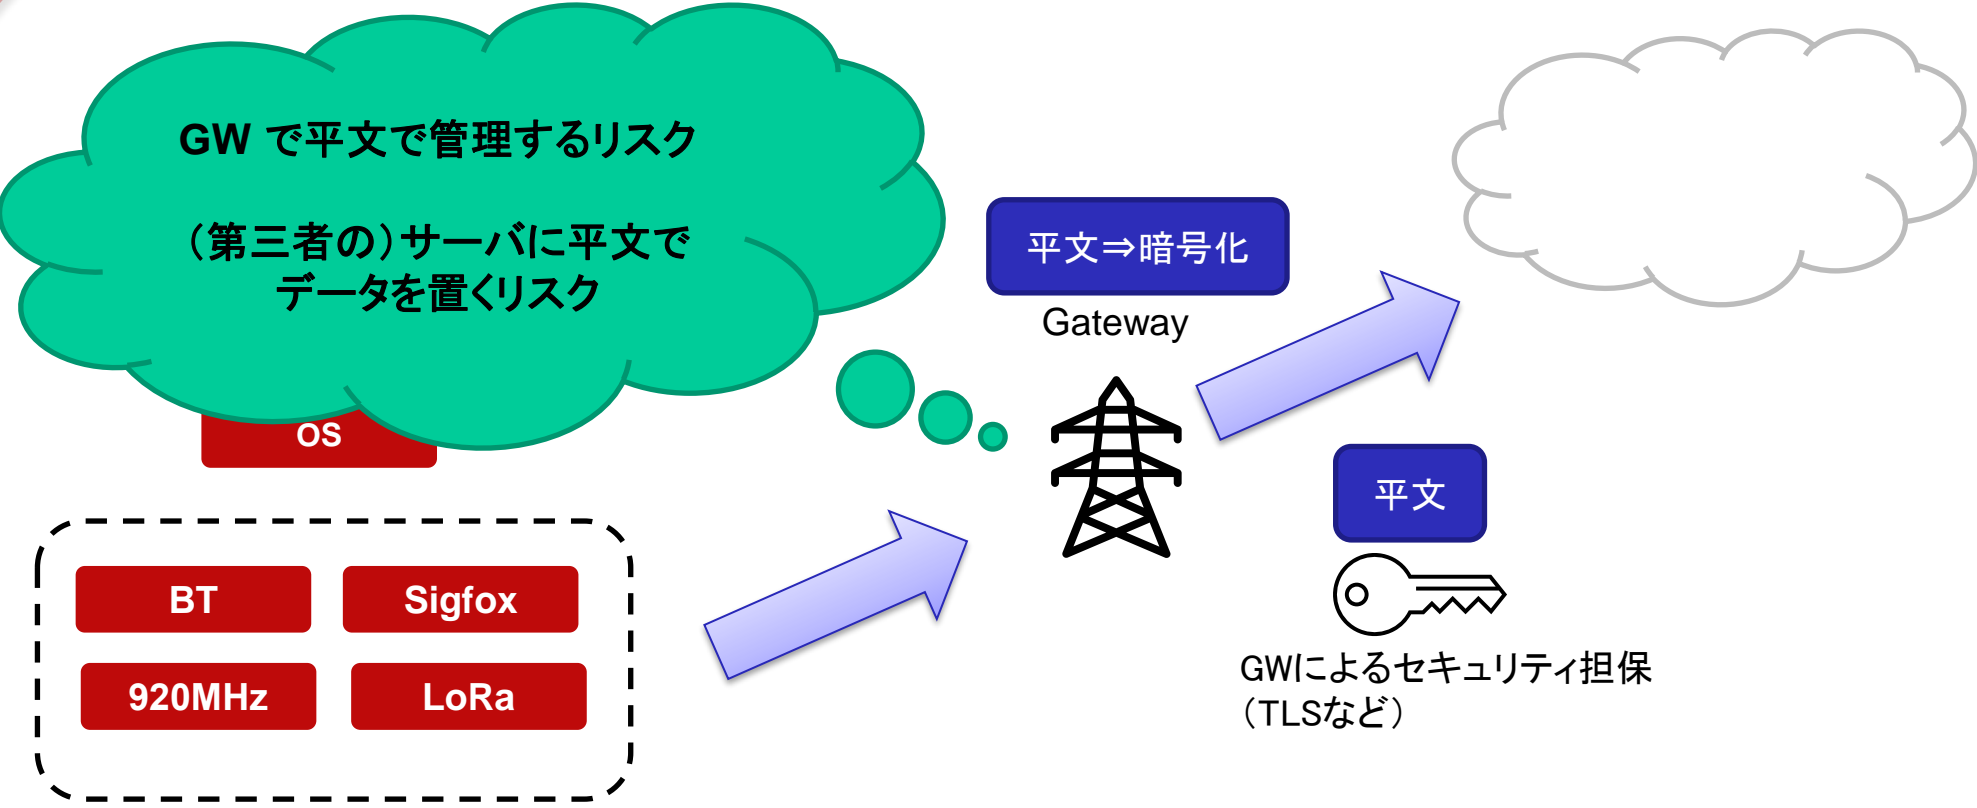 GW で平文で管理するリスク
（第三者の）サーバに平文で
データを置くリスク
平文⇒暗号化
Gateway
OS
平文
BT
Sigfox
920MHz
LoRa
GWによるセキュリティ担保
（TLSなど）